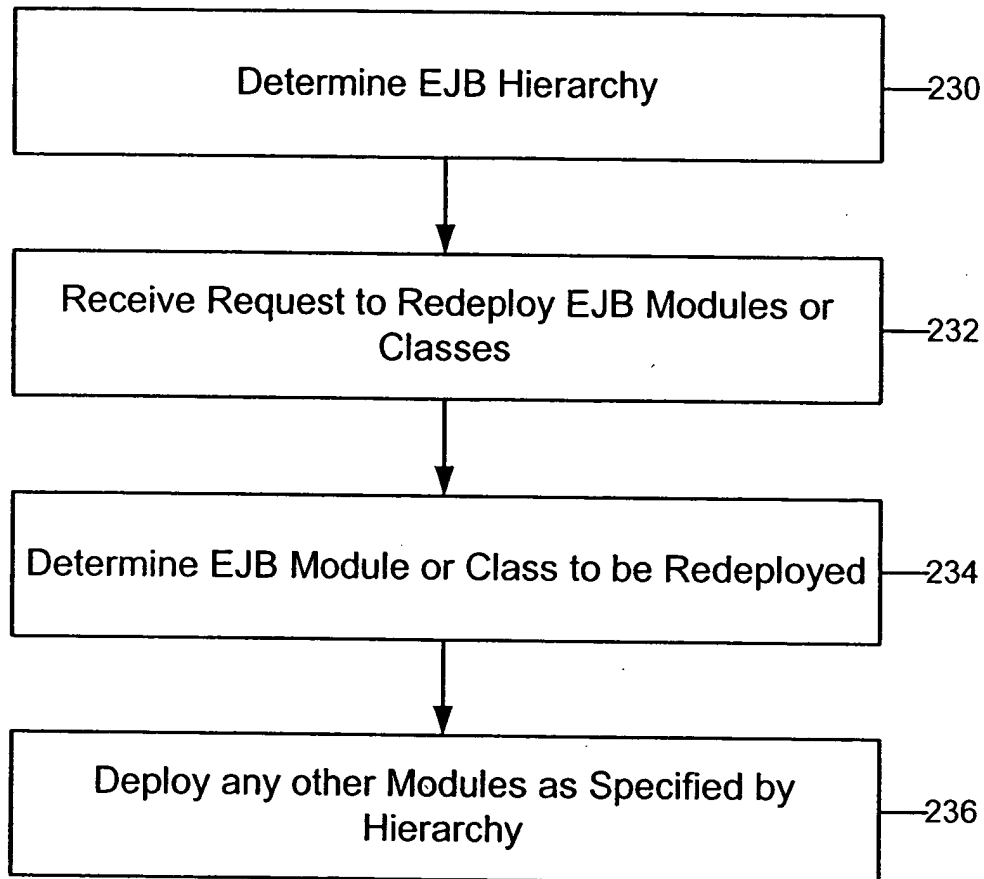 Determine EJB Hierarchy
230
Receive Request to Redeploy EJB Modules or
Classes
232
Determine EJB Module or Class to be Redeployed
234
Deploy any other Modules as Specified by
Hierarchy
236